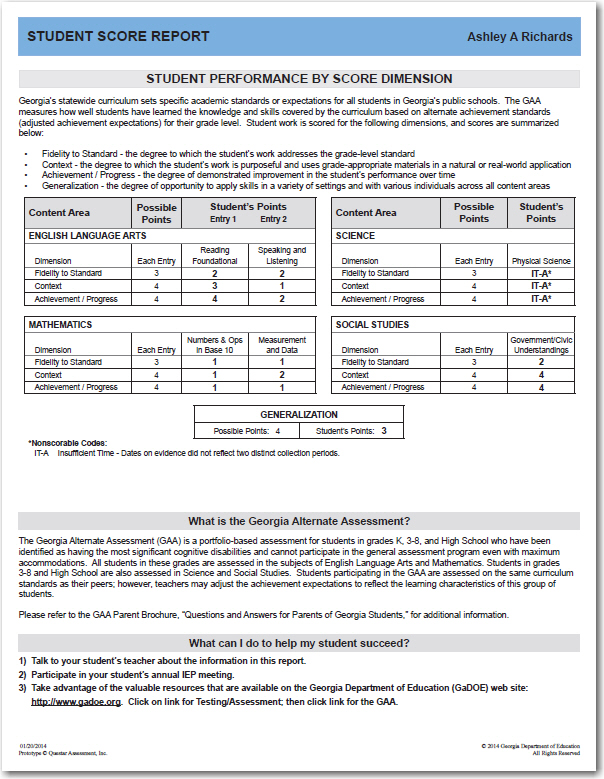 STUDENT SCORE REPORT Ashley A Richards
STUDENT PERFORMANCE BY SCORE DIMENSION
Georgia's statewide curriculum sets specific academic standards or expectations for all students in Georgia's public schools. The GAA
measures how well students have learned the knowledge and skills covered by the curriculum based on alternate achievement standards
(adjusted achievement expectations) for their grade level. Student work is scored for the following dimensions, and scores are summarized
below:
• Fidelity to Standard - the degree to which the student's work addresses the grade-level standard
• Context - the degree to which the student's work is purposeful and uses grade-appropriate materials in a natural or real-world application
• Achievement / Progress - the degree of demonstrated improvement in the student's performance over time
• Generalization - the degree of opportunity to apply skills in a variety of settings and with various individuals across all content areas
Content Area Possible Points Student's Points Entry 1 Entry 2
ENGLISH LANGUAGE ARTS
Dimension Each Entry Reading Foundational Speaking and Listening
Fidelity to Standard 3 2 2
Context 4 3 1
Achievement / Progress 4 4 2
Content Area Possible Points Student's Points
SCIENCE
Dimension Each Entry Physical Science
Fidelity to Standard 3 IT-A*
Context 4 IT-A*
Achievement / Progress 4 IT-A*
MATHEMATICS
Dimension Each Entry Numbers & Ops in Base 10 Measurement and Data
Fidelity to Standard 3 1 1
Context 4 1 2
Achievement / Progress 4 1 1
SOCIAL STUDIES
Dimension Each Entry Government/Civic Understandings
Fidelity to Standard 3 2
Context 4 4
Achievement / Progress 4 4
GENERALIZATION
Possible Points: 4 Student's Points: 3
*Nonscorable Codes:
IT-A Insufficient Time - Dates on evidence did not reflect two distinct collection periods.
What is the Georgia Alternate Assessment?
The Georgia Alternate Assessment (GAA) is a portfolio-based assessment for students in grades K, 3-8, and High School who have been
identified as having the most significant cognitive disabilities and cannot participate in the general assessment program even with maximum
accommodations. All students in these grades are assessed in the subjects of English Language Arts and Mathematics. Students in grades
3-8 and High School are also assessed in Science and Social Studies. Students participating in the GAA are assessed on the same curriculum
standards as their peers; however, teachers may adjust the achievement expectations to reflect the learning characteristics of this group of
students.
Please refer to the GAA Parent Brochure, "Questions and Answers for Parents of Georgia Students," for additional information.
What can I do to help my student succeed?
1) Talk to your student's teacher about the information in this report.
2) Participate in your student's annual IEP meeting.
3) Take advantage of the valuable resources that are available on the Georgia Department of Education (GaDOE) web site:
http://www.gadoe.org. Click on link for Testing/Assessment; then click link for the GAA.
01/20/2014 © 2014 Georgia Department of Education
Prototype © Questar Assessment, Inc. All Rights Reserved